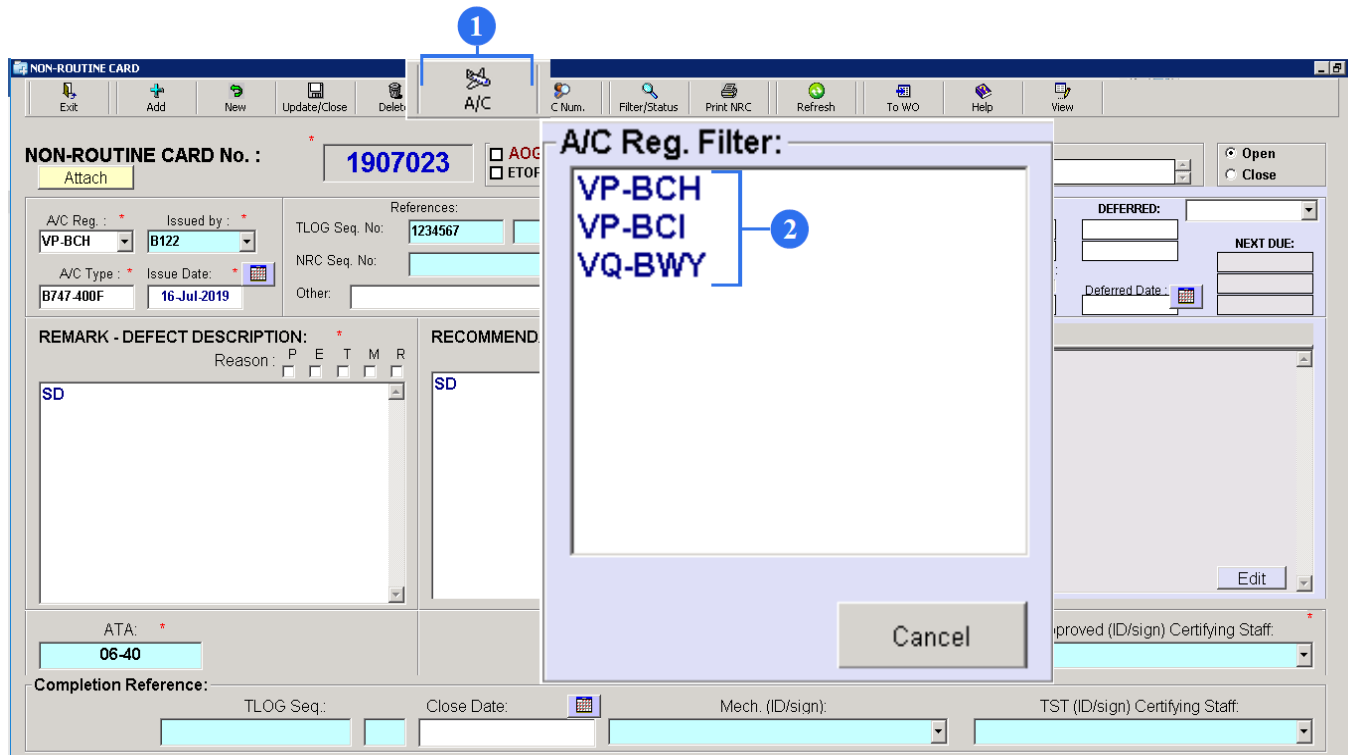 1
NON-ROUTINE CARD
Exit Add New Update/Close Delet A/C C Num. Filter/Status Print NRC Refresh To WO Help View
NON-ROUTINE CARD No. : * 1907023
Attach
AOG
ETOP
Open
Close
A/C Reg. Filter:
VP-BCH
VP-BCI
VQ-BWY
2
Cancel
A/C Reg. : * Issued by : *
VP-BCH B122
A/C Type : * Issue Date: *
B747-400F 16-Jul-2019
References:
TLOG Seq. No: 1234567
NRC Seq. No:
Other:
DEFERRED:
NEXT DUE:
Deferred Date :
REMARK - DEFECT DESCRIPTION: *
Reason : P E T M R
SD
RECOMMEND
SD
Edit
ATA: *
06-40
pproved (ID/sign) Certifying Staff: *
Completion Reference:
TLOG Seq.: Close Date: Mech. (ID/sign): TST (ID/sign) Certifying Staff: